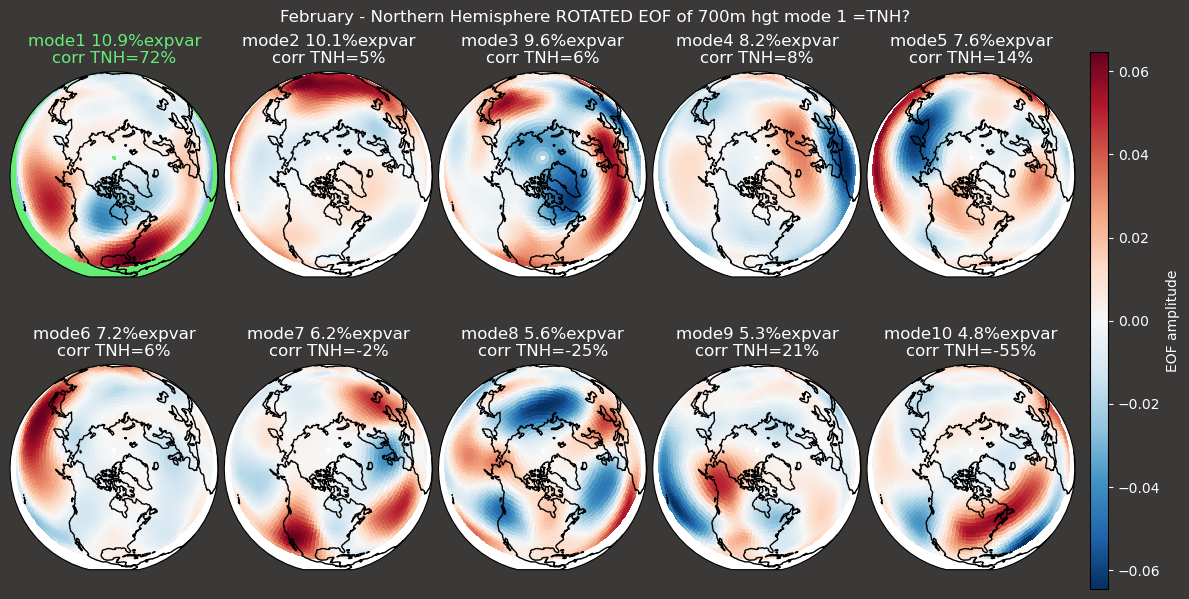 February - Northern Hemisphere ROTATED EOF of 700m hgt mode 1 =TNH?
mode1 10.9%expvar
corr TNH=72%
mode2 10.1%expvar
corr TNH=5%
mode3 9.6%expvar
corr TNH=6%
mode4 8.2%expvar
corr TNH=8%
mode5 7.6%expvar
corr TNH=14%
mode6 7.2%expvar
corr TNH=6%
mode7 6.2%expvar
corr TNH=-2%
mode8 5.6%expvar
corr TNH=-25%
mode9 5.3%expvar
corr TNH=21%
mode10 4.8%expvar
corr TNH=-55%
0.06
0.04
0.02
0.00
−0.02
−0.04
−0.06
EOF amplitude